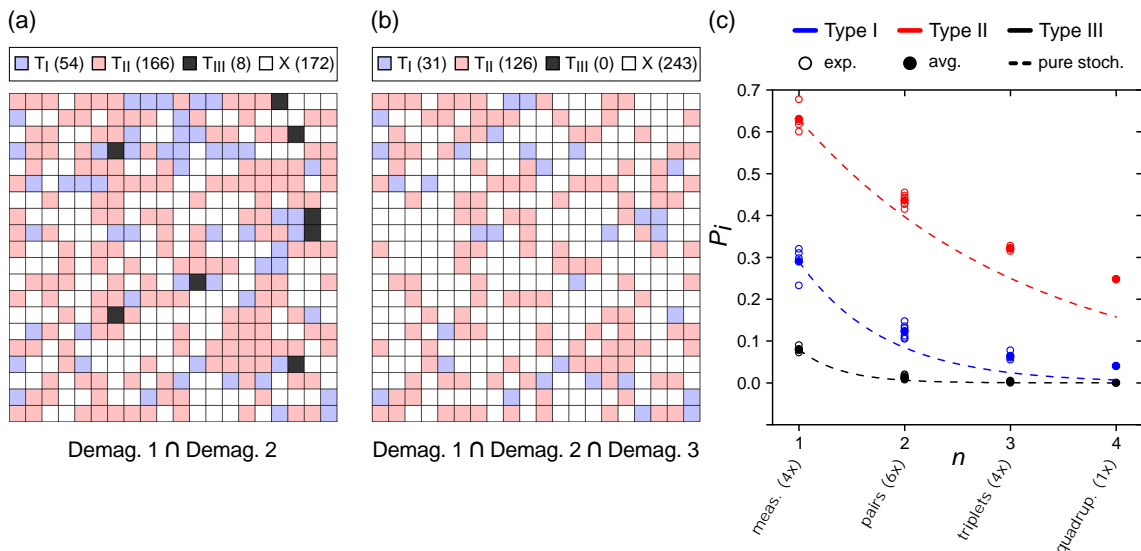 (a)
(b)
(c)
T_I (54) T_II (166) T_III (8) X (172)
T_I (31) T_II (126) T_III (0) X (243)
Type I Type II Type III
exp. avg. pure stoch.
Demag. 1 ∩ Demag. 2
Demag. 1 ∩ Demag. 2 ∩ Demag. 3
Pi
0.7
0.6
0.5
0.4
0.3
0.2
0.1
0.0
1 2 3 4
n
meas. (4x)
pairs (6x)
triplets (4x)
quadrup. (1x)